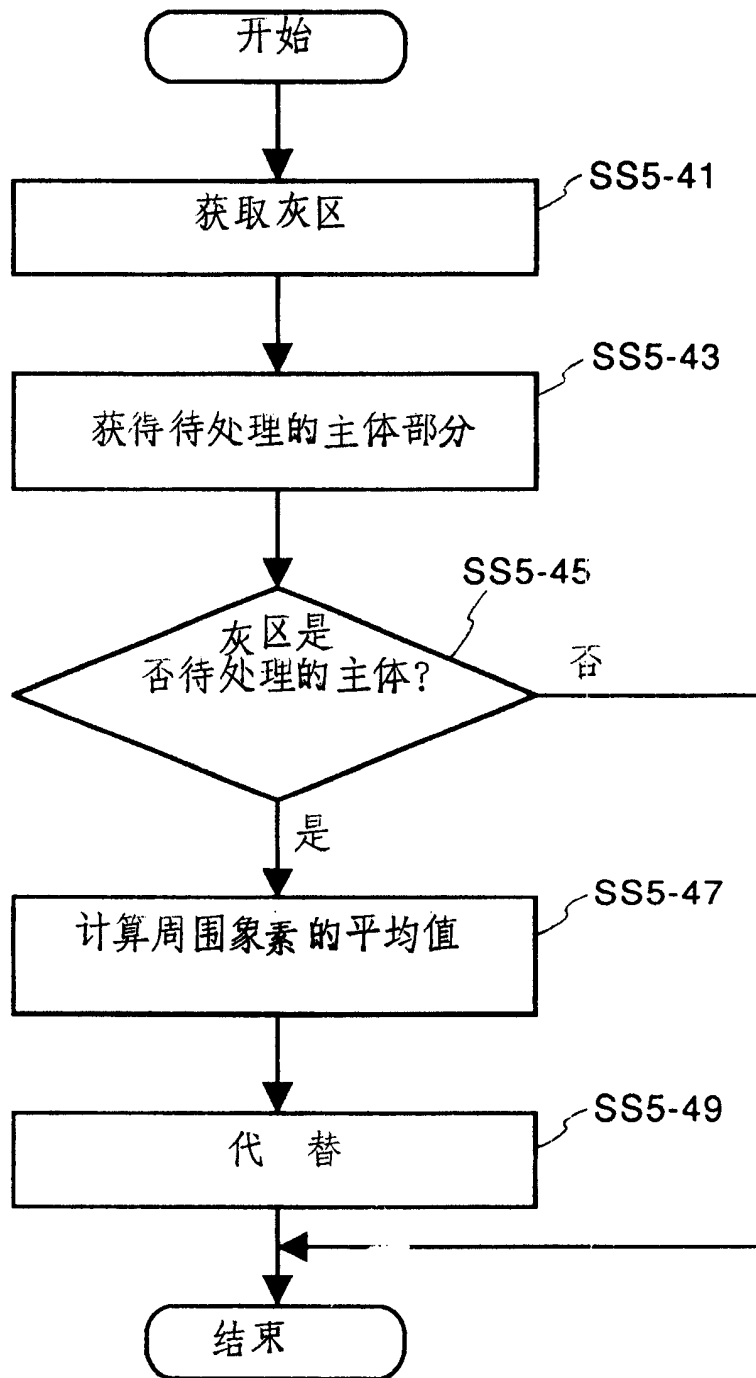 开始
SS5-41
获取灰区
SS5-43
获得待处理的主体部分
SS5-45
灰区是
否待处理的主体?
否
是
SS5-47
计算周围象素的平均值
SS5-49
代 替
结束